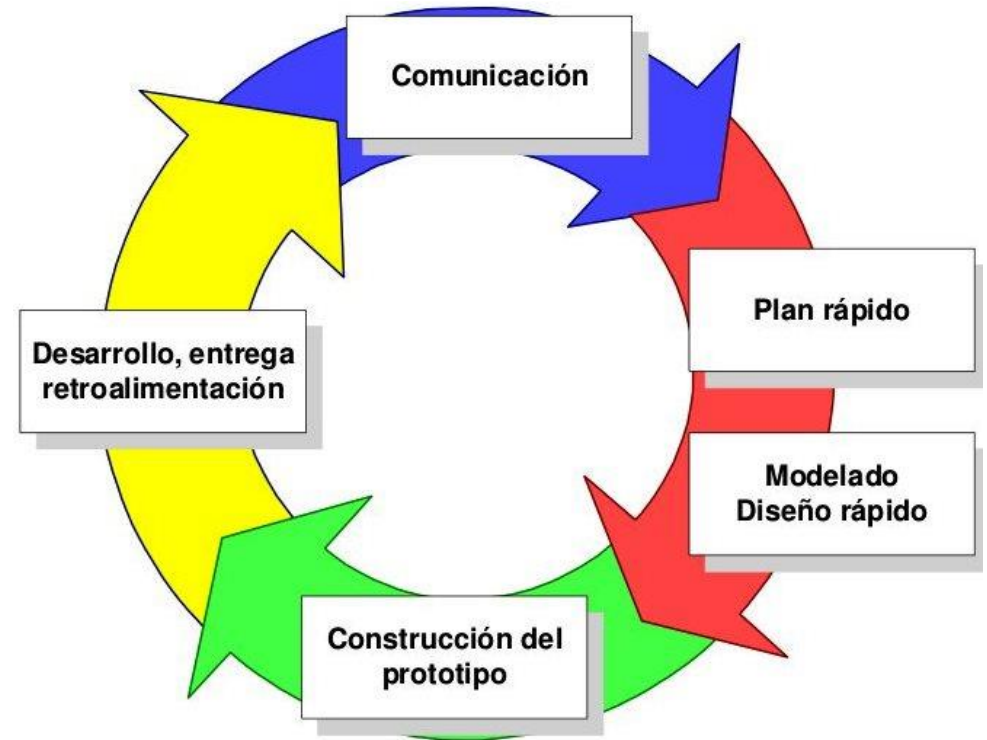 Comunicación
Plan rápido
Modelado
Diseño rápido
Construcción del
prototipo
Desarrollo, entrega
retroalimentación